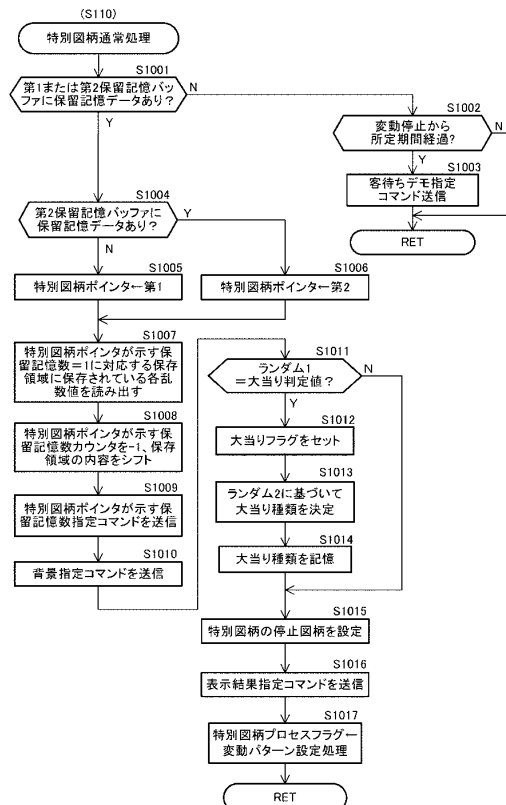 (S110)
特別図柄通常処理
S1001
第1または第2保留記憶バッ
ファに保留記憶データあり？
N
Y
S1002
変動停止から
所定期間経過?
N
Y
S1003
客待ちデモ指定
コマンド送信
RET
S1004
第2保留記憶バッファに
保留記憶データあり？
Y
N
S1005
特別図柄ポインタ←第1
S1006
特別図柄ポインタ←第2
S1007
特別図柄ポインタが示す保
留記憶数＝1に対応する保存
領域に保存されている各乱
数値を読み出す
S1008
特別図柄ポインタが示す保
留記憶数カウンタを-1、保存
領域の内容をシフト
S1009
特別図柄ポインタが示す保
留記憶数指定コマンドを送信
S1010
背景指定コマンドを送信
S1011
ランダム1
＝大当り判定値？
N
Y
S1012
大当りフラグをセット
S1013
ランダム2に基づいて
大当り種類を決定
S1014
大当り種類を記憶
S1015
特別図柄の停止図柄を設定
S1016
表示結果指定コマンドを送信
S1017
特別図柄プロセスフラグ←
変動パターン設定処理
RET